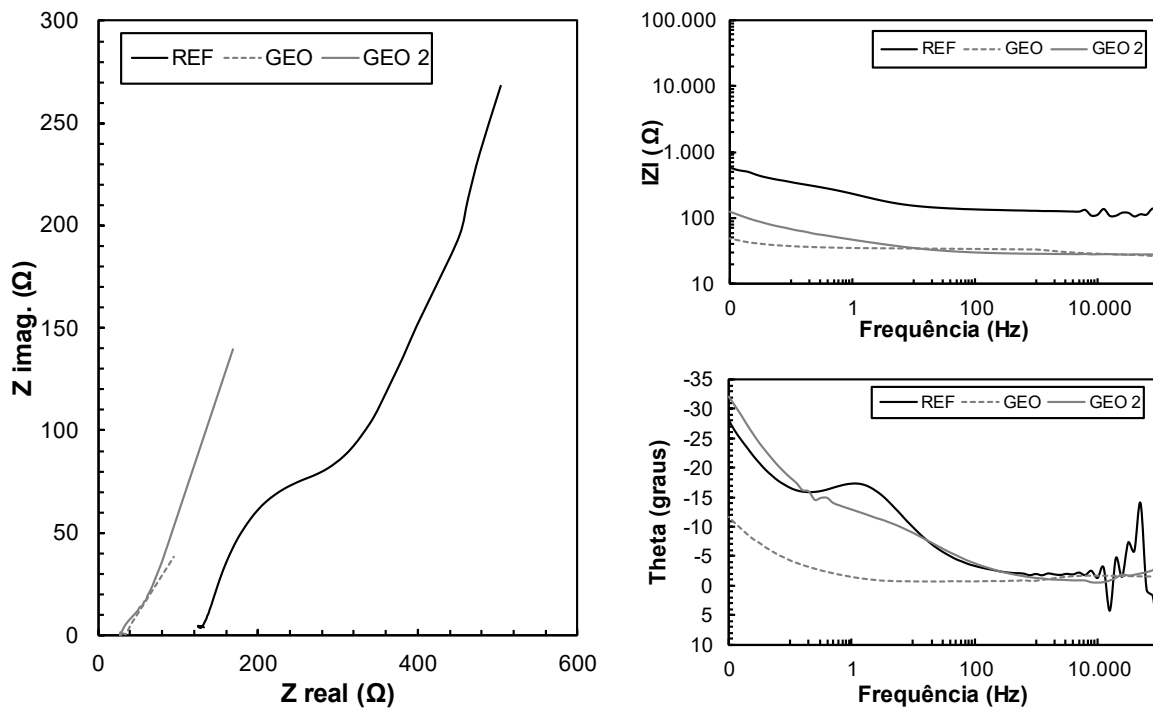 300
250
200
150
100
50
0
Z imag. (Ω)
REF GEO GEO 2
0 200 400 600
Z real (Ω)
100.000
10.000
1.000
100
10
IZI ( Ω)
REF GEO GEO 2
0 1 100 10.000
Frequência (Hz)
-35
-30
-25
-20
-15
-10
-5
0
5
10
Theta (graus)
REF GEO GEO 2
0 1 100 10.000
Frequência (Hz)